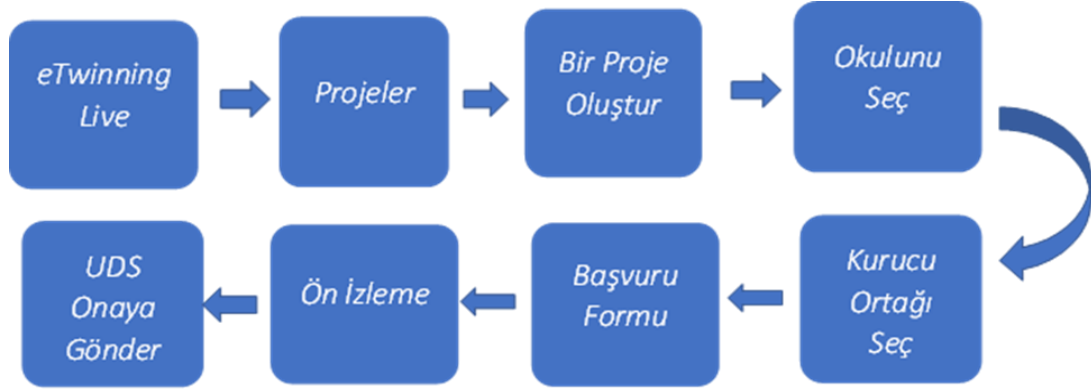 eTwinning
Live
Projeler
Bir Proje
Oluştur
Okulunu
Seç
Kurucu
Ortağı
Seç
Başvuru
Formu
Ön İzleme
UDS
Onaya
Gönder